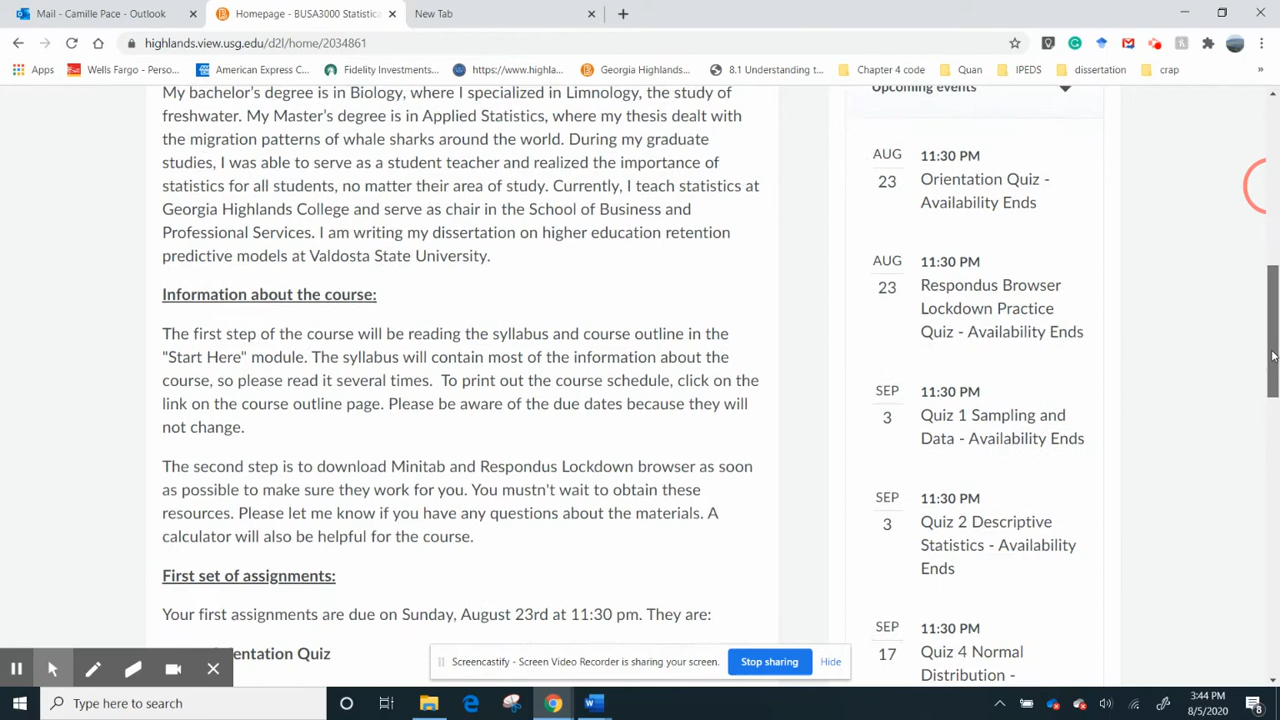 Mail - Camille Pace - Outlook
Homepage - BUSA3000 Statistica
New Tab
highlands.view.usg.edu/d2l/home/2034861
Apps
Wells Fargo - Perso...
American Express C...
Fidelity Investments...
https://www.highla...
Georgia Highlands...
8.1 Understanding t...
Chapter 4 code
Quan
IPEDS
dissertation
crap
»
My bachelor's degree is in Biology, where I specialized in Limnology, the study of
freshwater. My Master's degree is in Applied Statistics, where my thesis dealt with
the migration patterns of whale sharks around the world. During my graduate
studies, I was able to serve as a student teacher and realized the importance of
statistics for all students, no matter their area of study. Currently, I teach statistics at
Georgia Highlands College and serve as chair in the School of Business and
Professional Services. I am writing my dissertation on higher education retention
predictive models at Valdosta State University.
Information about the course:
The first step of the course will be reading the syllabus and course outline in the
"Start Here" module. The syllabus will contain most of the information about the
course, so please read it several times. To print out the course schedule, click on the
link on the course outline page. Please be aware of the due dates because they will
not change.
The second step is to download Minitab and Respondus Lockdown browser as soon
as possible to make sure they work for you. You mustn't wait to obtain these
resources. Please let me know if you have any questions about the materials. A
calculator will also be helpful for the course.
First set of assignments:
Your first assignments are due on Sunday, August 23rd at 11:30 pm. They are:
entation Quiz
Upcoming events
AUG
23
11:30 PM
Orientation Quiz -
Availability Ends
AUG
23
11:30 PM
Respondus Browser
Lockdown Practice
Quiz - Availability Ends
SEP
3
11:30 PM
Quiz 1 Sampling and
Data - Availability Ends
SEP
3
11:30 PM
Quiz 2 Descriptive
Statistics - Availability
Ends
SEP
17
11:30 PM
Quiz 4 Normal
Distribution -
Screencastify - Screen Video Recorder is sharing your screen.
Stop sharing
Hide
Type here to search
3:44 PM
8/5/2020
8